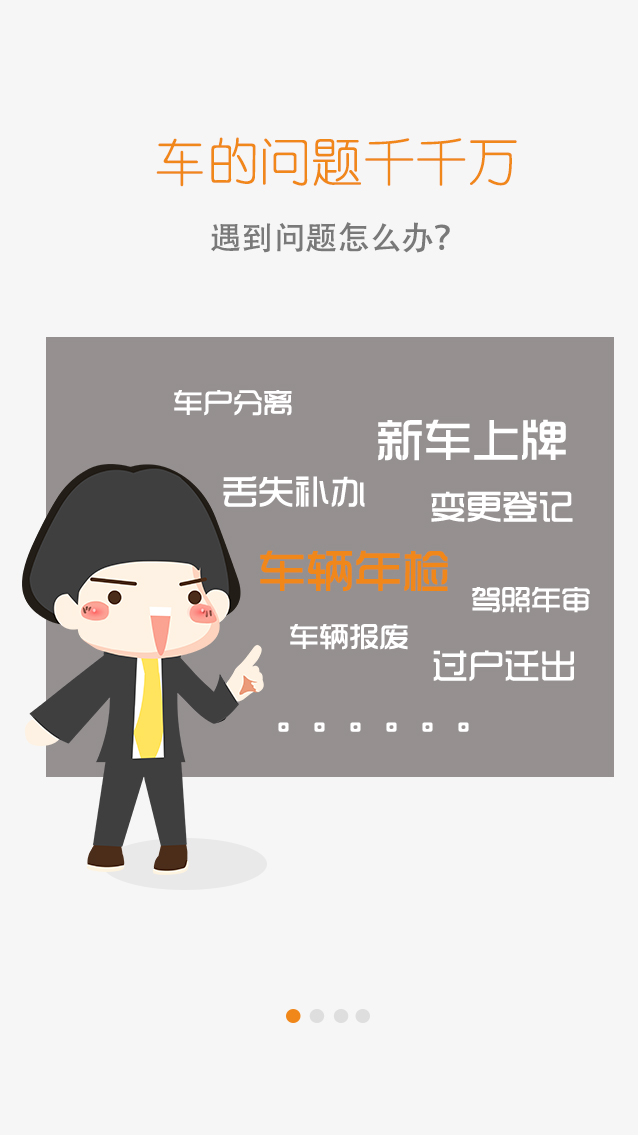 车的问题千千万
遇到问题怎么办?
车户分离
新车上牌
丢失补办
变更登记
车辆年检
驾照年审
车辆报废
过户迁出
。。。。。。